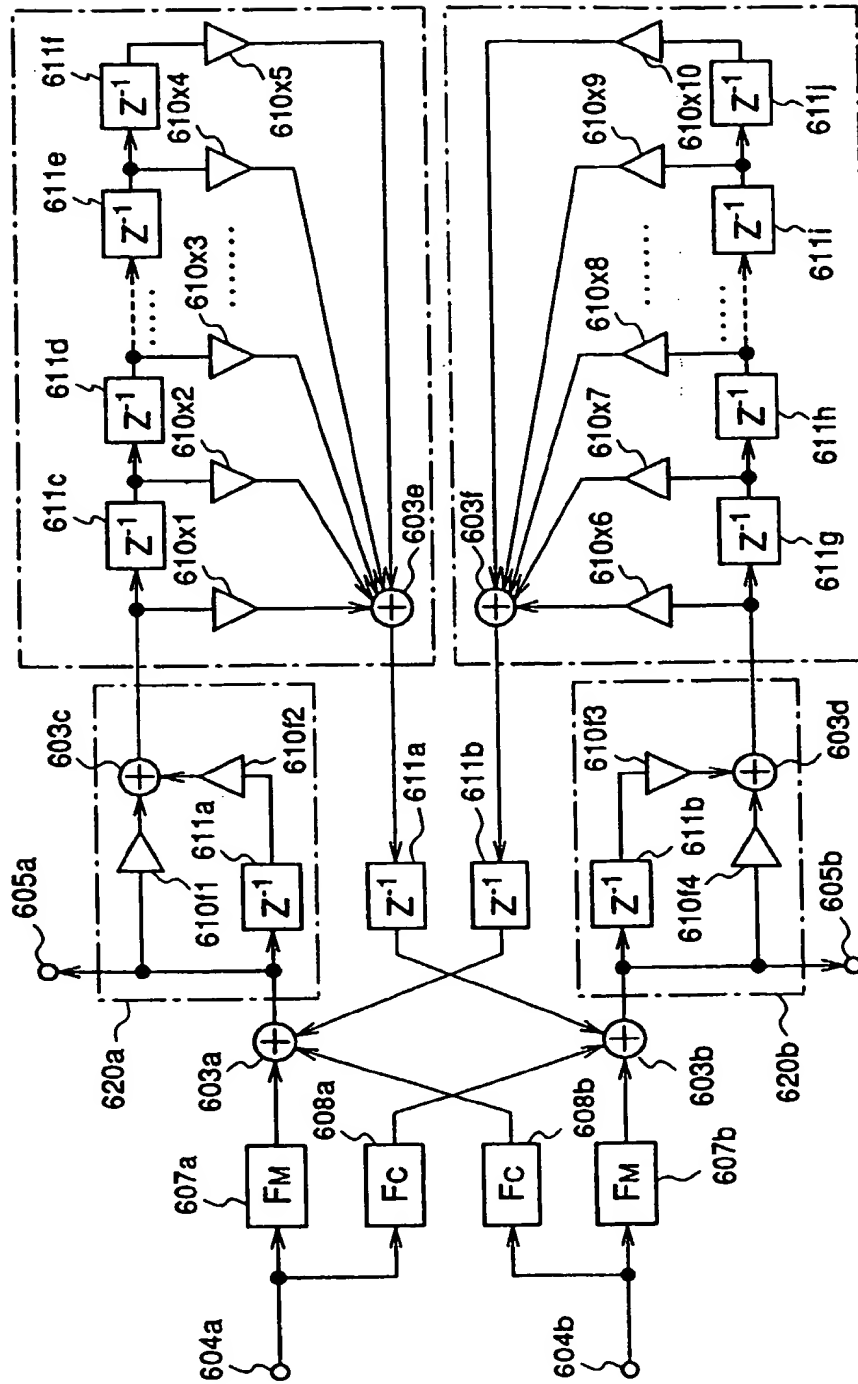 611f
Z-1
610x5
610x4
611e
Z-1
610x3
611d
Z-1
610x2
611c
Z-1
610x1
603e
603c
610f2
611a
Z-1
610f1
605a
620a
603a
607a
FM
608a
FC
604a
611a
Z-1
611b
Z-1
603f
610x10
Z-1
611j
610x9
Z-1
611i
610x8
610x7
Z-1
611h
610x6
Z-1
611g
610f3
603d
611b
Z-1
610f4
605b
620b
603b
608b
FC
607b
FM
604b